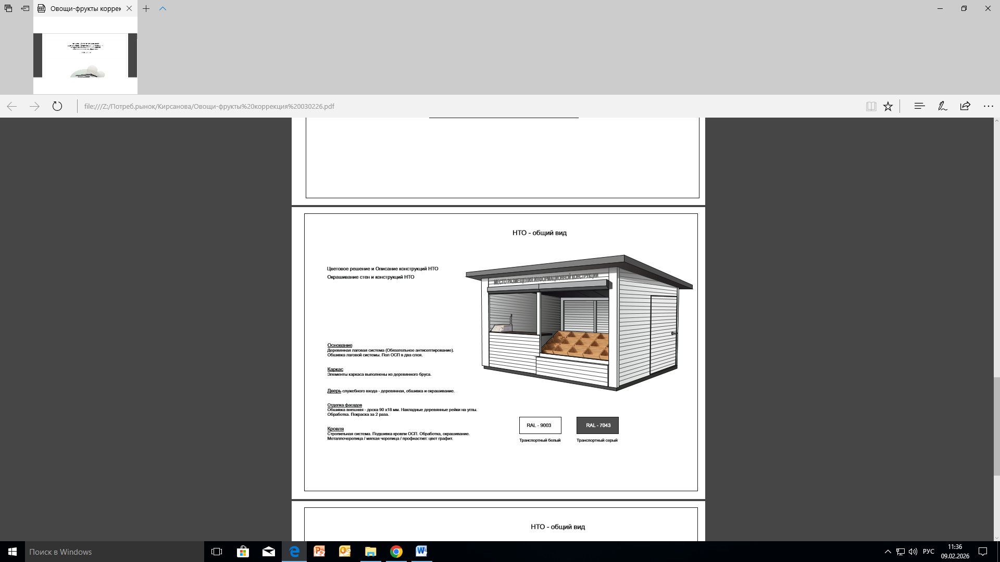 Овощи-фрукты коррек
file:///Z:/Потреб.рынок/Кирсанова/Овощи-фрукты%20коррекция%20030226.pdf
НТО - общий вид
Цветовое решение и Описание конструкций НТО
Окрашивание стен и конструкций НТО
МЕСТО РАЗМЕЩЕНИЯ ИНФОРМАЦИОННОЙ КОНСТРУКЦИИ
Основание
Деревянная лаговая система (Обязательное антисептирование).
Обшивка лаговой системы. Пол ОСП в два слоя.
Каркас
Элементы каркаса выполнены из деревянного бруса.
Дверь служебного входа - деревянная, обшивка и окрашивание.
Отделка фасадов
Обшивка внешняя - доска 90 х18 мм. Накладные деревянные рейки на углы.
Обработка. Покраска за 2 раза.
Кровля
Стропильная система. Подшивка кровли ОСП. Обработка, окрашивание.
Металлочерепица / мягкая черепица / профнастил: цвет графит.
RAL - 9003
RAL - 7043
Транспортный белый
Транспортный серый
НТО - общий вид
Поиск в Windows
РУС
11:36
09.02.2026